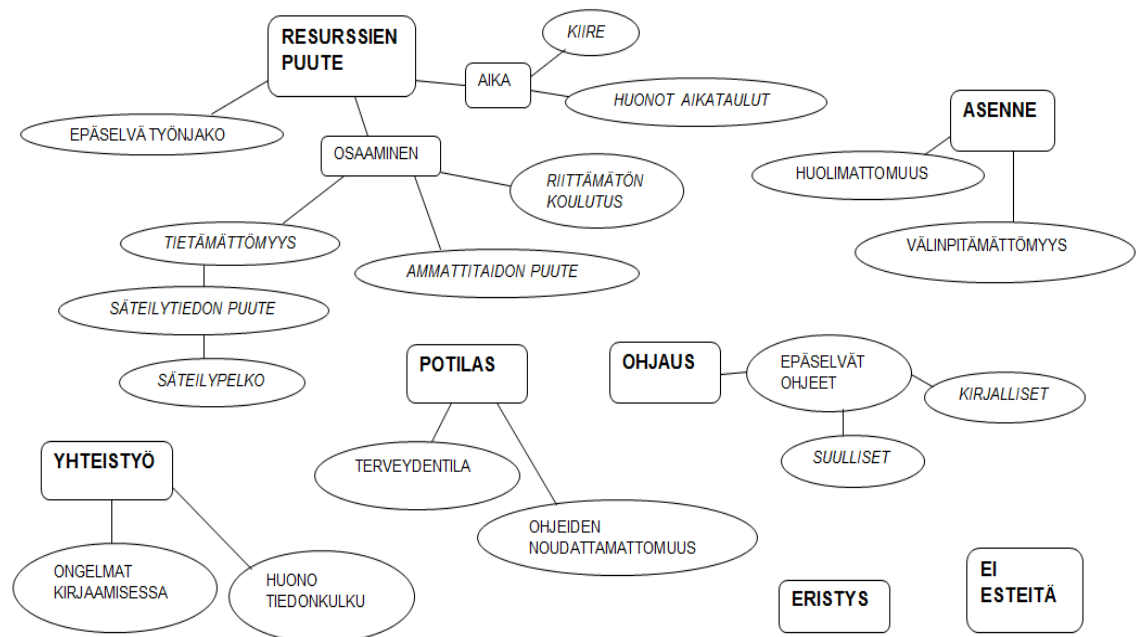 RESURSSIEN
PUUTE
KIIRE
AIKA
HUONOT AIKATAULUT
EPÄSELVÄ TYÖNJAKO
OSAAMINEN
RIITTÄMÄTÖN
KOULUTUS
TIETÄMÄTTÖMYYS
AMMATTITAIDON PUUTE
SÄTEILYTIEDON PUUTE
SÄTEILYPELKO
ASENNE
HUOLIMATTOMUUS
VÄLINPITÄMÄTTÖMYYS
POTILAS
TERVEYDENTILA
OHJEIDEN
NOUDATTAMATTOMUUS
OHJAUS
EPÄSELVÄT
OHJEET
KIRJALLISET
SUULLISET
YHTEISTYÖ
ONGELMAT
KIRJAAMISESSA
HUONO
TIEDONKULKU
ERISTYS
EI
ESTEITÄ